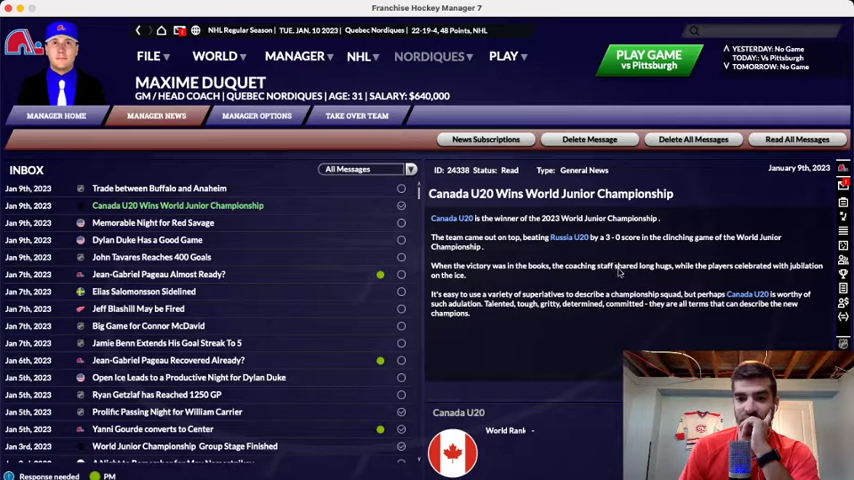 Franchise Hockey Manager 7
NHL Regular Season | TUE. JAN. 10 2023 | Quebec Nordiques | 22-19-4, 48 Points, NHL
FILE WORLD MANAGER NHL NORDIQUES PLAY
PLAY GAME
vs Pittsburgh
YESTERDAY: No Game
TODAY:: Vs Pittsburgh
TOMORROW: No Game
MAXIME DUQUET
GM / HEAD COACH | QUEBEC NORDIQUES | AGE: 31 | SALARY: $640,000
MANAGER HOME MANAGER NEWS MANAGER OPTIONS TAKE OVER TEAM
News Subscriptions Delete Message Delete All Messages Read All Messages
INBOX All Messages
Jan 9th, 2023 Trade between Buffalo and Anaheim
Jan 9th, 2023 Canada U20 Wins World Junior Championship
Jan 9th, 2023 Memorable Night for Red Savage
Jan 9th, 2023 Dylan Duke Has a Good Game
Jan 9th, 2023 John Tavares Reaches 400 Goals
Jan 7th, 2023 Jean-Gabriel Pageau Almost Ready?
Jan 7th, 2023 Elias Salomonsson Sidelined
Jan 7th, 2023 Jeff Blashill May be Fired
Jan 7th, 2023 Big Game for Connor McDavid
Jan 7th, 2023 Jamie Benn Extends His Goal Streak To 5
Jan 6th, 2023 Jean-Gabriel Pageau Recovered Already?
Jan 5th, 2023 Open Ice Leads to a Productive Night for Dylan Duke
Jan 5th, 2023 Ryan Getzlaf has Reached 1250 GP
Jan 5th, 2023 Prolific Passing Night for William Carrier
Jan 5th, 2023 Yanni Gourde converts to Center
Jan 3rd, 2023 World Junior Championship Group Stage Finished
Response needed PM
ID: 24338 Status: Read Type: General News January 9th, 2023
Canada U20 Wins World Junior Championship
Canada U20 is the winner of the 2023 World Junior Championship .
The team came out on top, beating Russia U20 by a 3 - 0 score in the clinching game of the World Junior
Championship .
When the victory was in the books, the coaching staff shared long hugs, while the players celebrated with jubilation
on the ice.
It's easy to use a variety of superlatives to describe a championship squad, but perhaps Canada U20 is worthy of
such adulation. Talented, tough, gritty, determined, committed - they are all terms that can describe the new
champions.
Canada U20
World Rank -